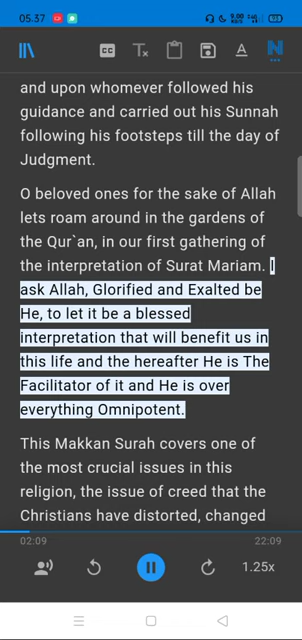 05.37
9,00
KB/S
CC
T×
A
N
and upon whomever followed his
guidance and carried out his Sunnah
following his footsteps till the day of
Judgment.
O beloved ones for the sake of Allah
lets roam around in the gardens of
the Qur`an, in our first gathering of
the interpretation of Surat Mariam. I
ask Allah, Glorified and Exalted be
He, to let it be a blessed
interpretation that will benefit us in
this life and the hereafter He is The
Facilitator of it and He is over
everything Omnipotent.
This Makkan Surah covers one of
the most crucial issues in this
religion, the issue of creed that the
Christians have distorted, changed
02:09
22:09
1.25x